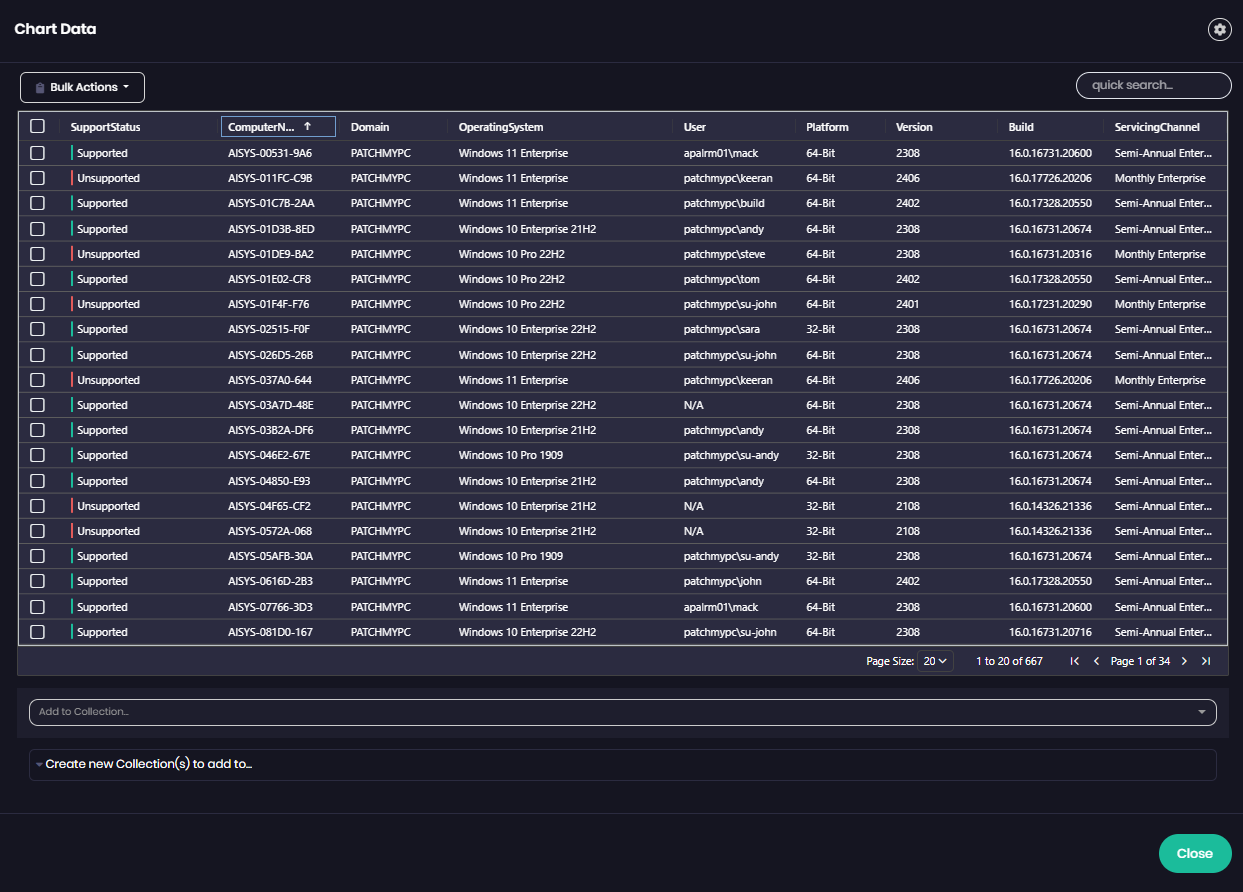 Chart Data
Bulk Actions
quick search...
SupportStatus ComputerN... ↑ Domain OperatingSystem User Platform Version Build ServicingChannel
Supported AISYS-00531-9A6 PATCHMYPC Windows 11 Enterprise apalrm01\mack 64-Bit 2308 16.0.16731.20600 Semi-Annual Enter...
Unsupported AISYS-011FC-C9B PATCHMYPC Windows 11 Enterprise patchmypc\keeran 64-Bit 2406 16.0.17726.20206 Monthly Enterprise
Supported AISYS-01C7B-2AA PATCHMYPC Windows 11 Enterprise patchmypc\build 64-Bit 2402 16.0.17328.20550 Semi-Annual Enter...
Supported AISYS-01D3B-8ED PATCHMYPC Windows 10 Enterprise 21H2 patchmypc\andy 64-Bit 2308 16.0.16731.20674 Semi-Annual Enter...
Unsupported AISYS-01DE9-BA2 PATCHMYPC Windows 10 Pro 22H2 patchmypc\steve 64-Bit 2308 16.0.16731.20316 Monthly Enterprise
Supported AISYS-01E02-CF8 PATCHMYPC Windows 10 Pro 22H2 patchmypc\tom 64-Bit 2402 16.0.17328.20550 Semi-Annual Enter...
Unsupported AISYS-01F4F-F76 PATCHMYPC Windows 10 Pro 22H2 patchmypc\su-john 64-Bit 2401 16.0.17231.20290 Monthly Enterprise
Supported AISYS-02515-F0F PATCHMYPC Windows 10 Enterprise 22H2 patchmypc\sara 32-Bit 2308 16.0.16731.20674 Semi-Annual Enter...
Supported AISYS-026D5-26B PATCHMYPC Windows 10 Enterprise 22H2 patchmypc\su-john 64-Bit 2308 16.0.16731.20674 Semi-Annual Enter...
Unsupported AISYS-037A0-644 PATCHMYPC Windows 11 Enterprise patchmypc\keeran 64-Bit 2406 16.0.17726.20206 Monthly Enterprise
Supported AISYS-03A7D-48E PATCHMYPC Windows 10 Enterprise 22H2 N/A 64-Bit 2308 16.0.16731.20674 Semi-Annual Enter...
Supported AISYS-03B2A-DF6 PATCHMYPC Windows 10 Enterprise 21H2 patchmypc\andy 64-Bit 2308 16.0.16731.20674 Semi-Annual Enter...
Supported AISYS-046E2-67E PATCHMYPC Windows 10 Pro 1909 patchmypc\su-andy 32-Bit 2308 16.0.16731.20674 Semi-Annual Enter...
Supported AISYS-04850-E93 PATCHMYPC Windows 10 Enterprise 21H2 patchmypc\andy 64-Bit 2308 16.0.16731.20674 Semi-Annual Enter...
Unsupported AISYS-04F65-CF2 PATCHMYPC Windows 10 Enterprise 21H2 N/A 32-Bit 2108 16.0.14326.21336 Semi-Annual Enter...
Unsupported AISYS-0572A-068 PATCHMYPC Windows 10 Enterprise 21H2 N/A 32-Bit 2108 16.0.14326.21336 Semi-Annual Enter...
Supported AISYS-05AFB-30A PATCHMYPC Windows 10 Pro 1909 patchmypc\su-andy 32-Bit 2308 16.0.16731.20674 Semi-Annual Enter...
Supported AISYS-0616D-2B3 PATCHMYPC Windows 11 Enterprise patchmypc\john 64-Bit 2402 16.0.17328.20550 Semi-Annual Enter...
Supported AISYS-07766-3D3 PATCHMYPC Windows 11 Enterprise apalrm01\mack 64-Bit 2308 16.0.16731.20600 Semi-Annual Enter...
Supported AISYS-081D0-167 PATCHMYPC Windows 10 Enterprise 22H2 patchmypc\su-john 64-Bit 2308 16.0.16731.20716 Semi-Annual Enter...
Page Size: 20 1 to 20 of 667 Page 1 of 34
Add to Collection...
Create new Collection(s) to add to...
Close